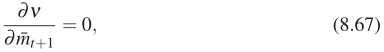 ∂ν/∂m̄ₜ₊₁ = 0, (8.67)